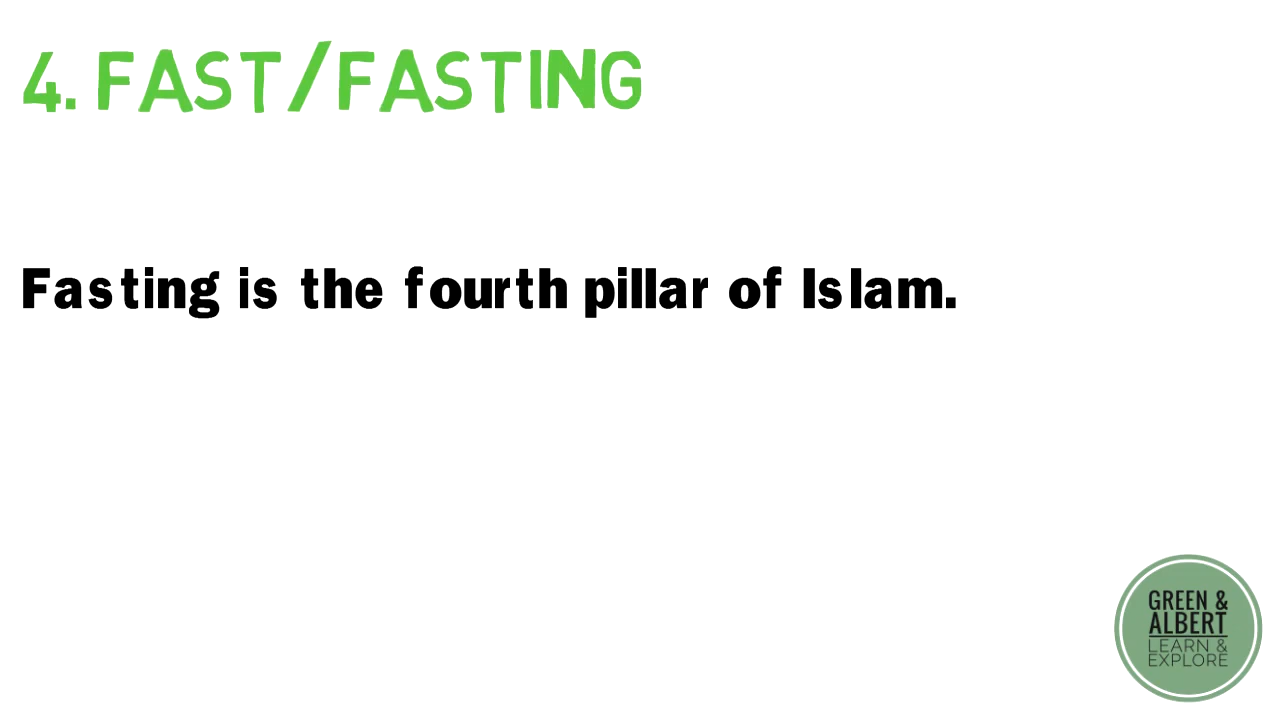 4. FAST/FASTING
Fasting is the fourth pillar of Islam.
GREEN &
ALBERT
LEARN &
EXPLORE